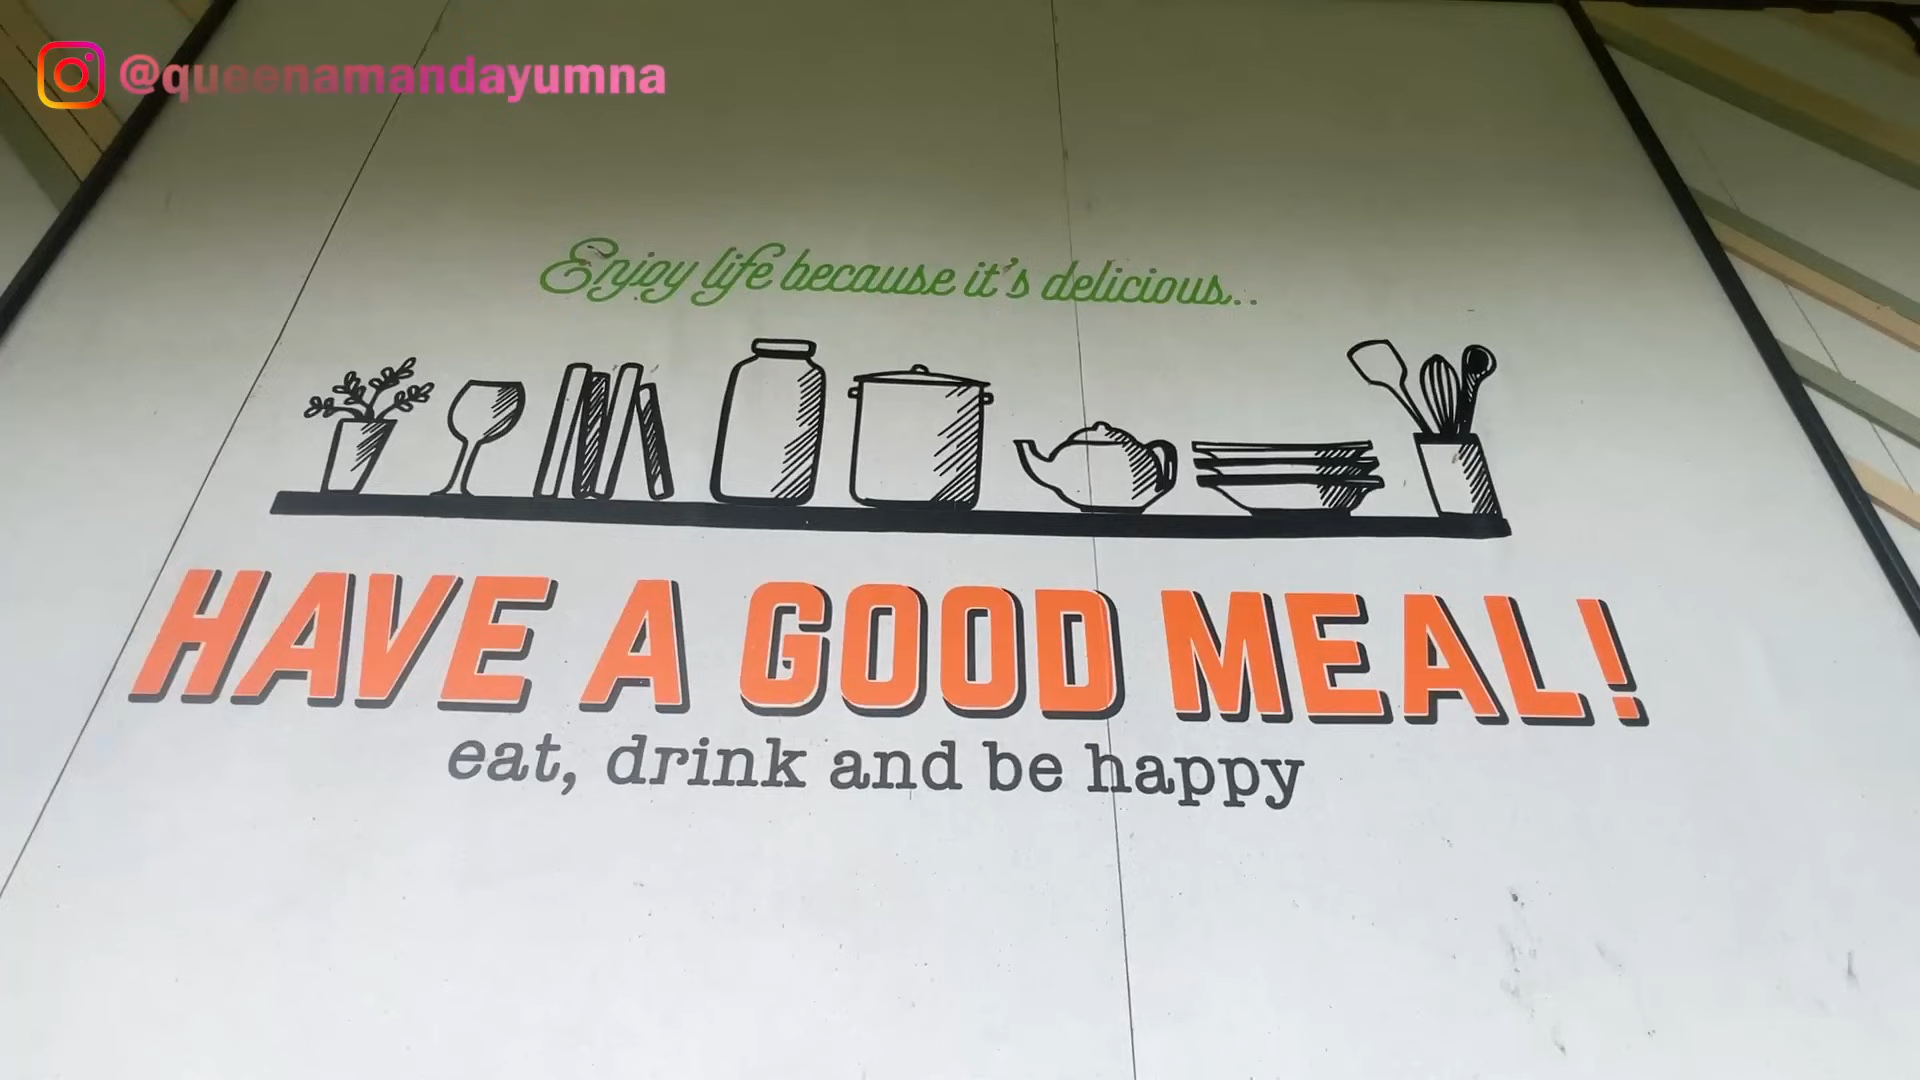 @queenamandayumna
Enjoy life because it's delicious..
HAVE A GOOD MEAL!
eat, drink and be happy